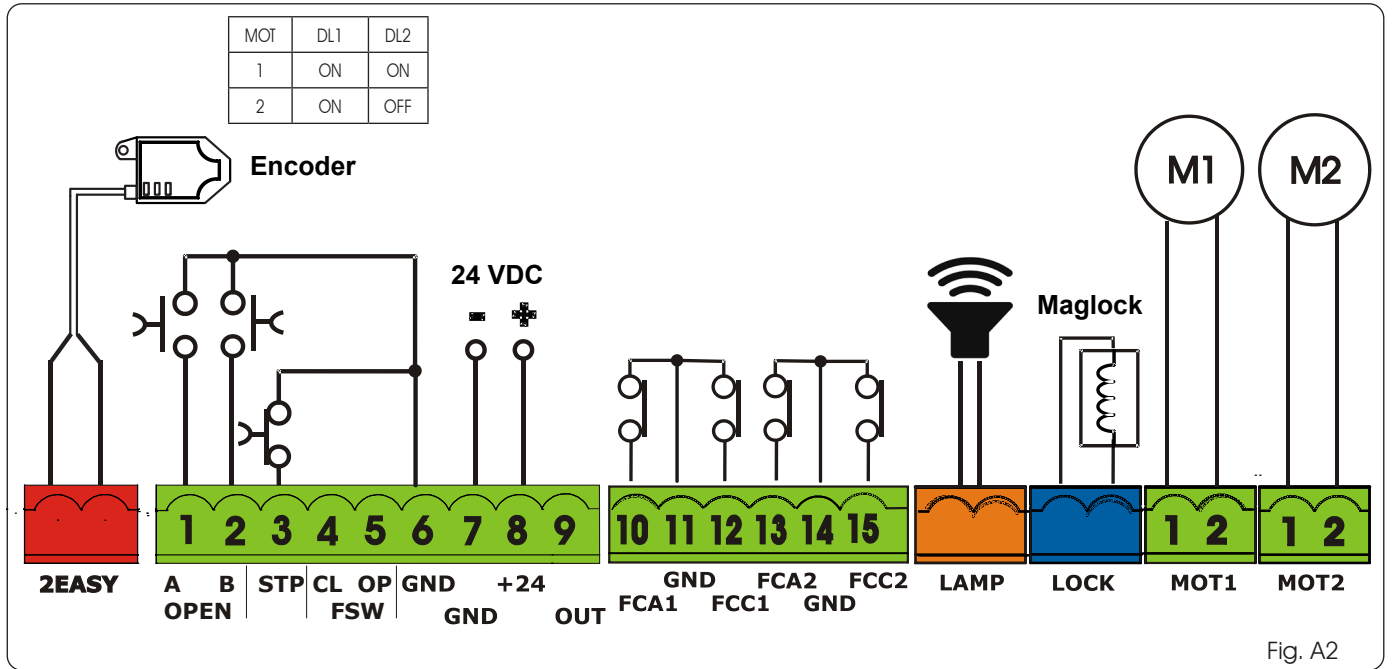 MOT DL1 DL2
1 ON ON
2 ON OFF
Encoder
M1 M2
24 VDC
- +
Maglock
1 2 3 4 5 6 7 8 9 10 11 12 13 14 15 1 2 1 2
2EASY A B STP CL OP GND +24 GND FCA2 FCC2 LAMP LOCK MOT1 MOT2
OPEN FSW GND OUT FCA1 FCC1 GND
Fig. A2